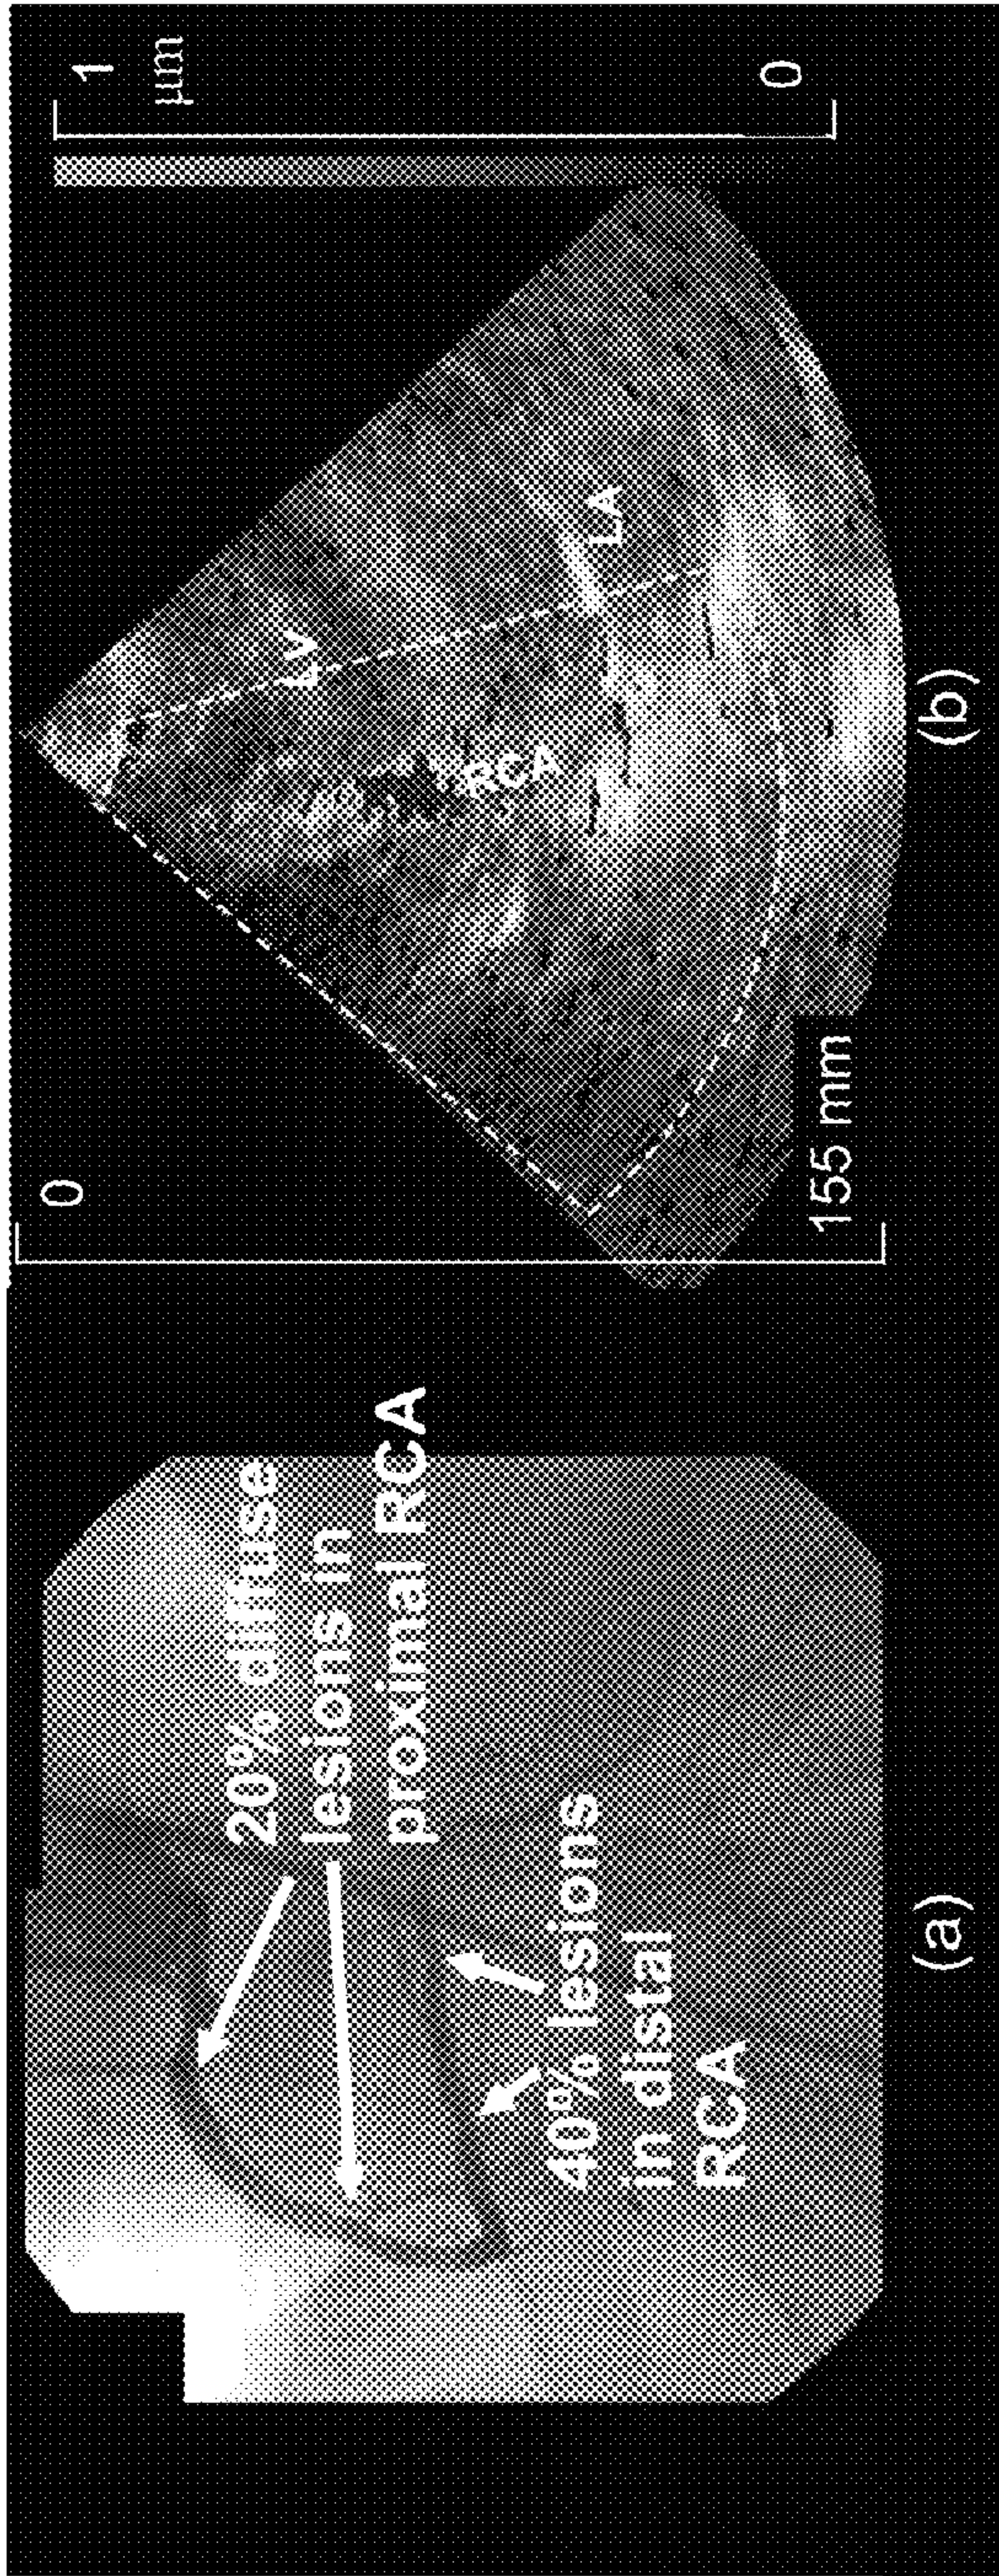 20% diffuse
lesions in
proximal RCA
40% lesions
in distal
RCA
(a)
0
155 mm
LV
RCA
LA
1
µm
0
(b)